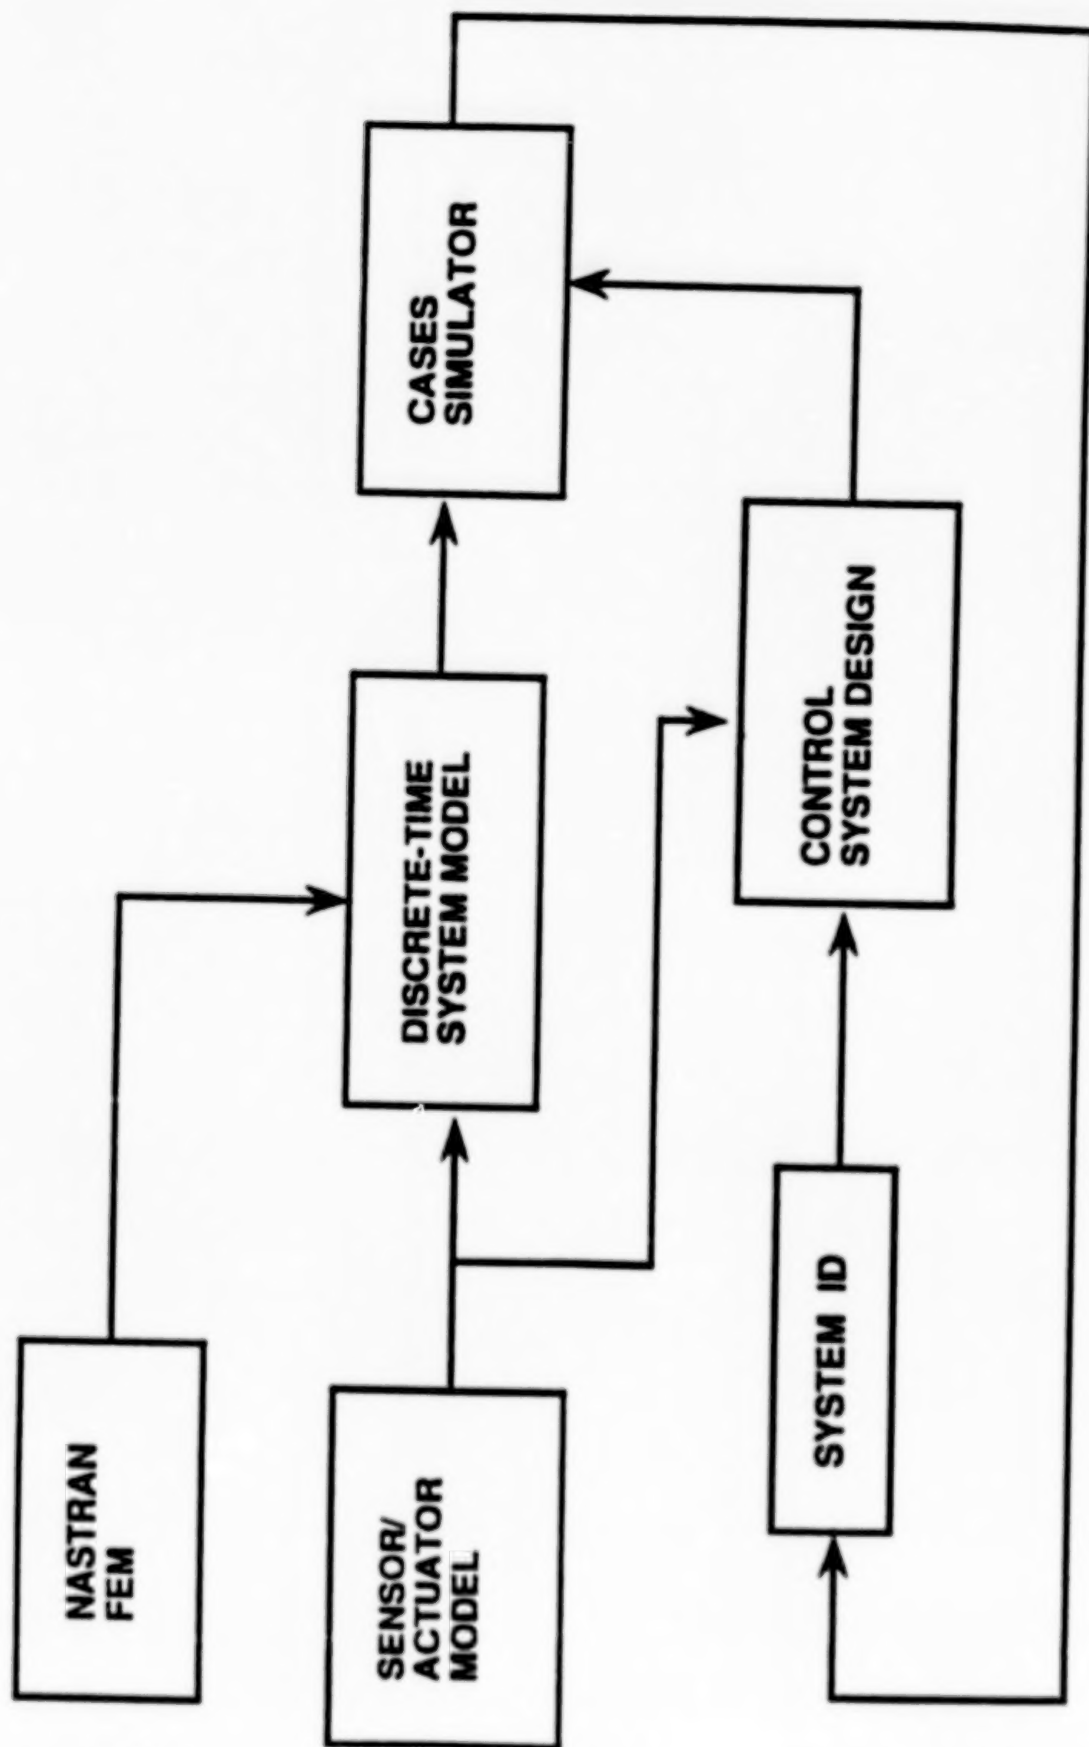 NASTRAN
FEM
SENSOR/
ACTUATOR
MODEL
DISCRETE-TIME
SYSTEM MODEL
CASES
SIMULATOR
SYSTEM ID
CONTROL
SYSTEM DESIGN